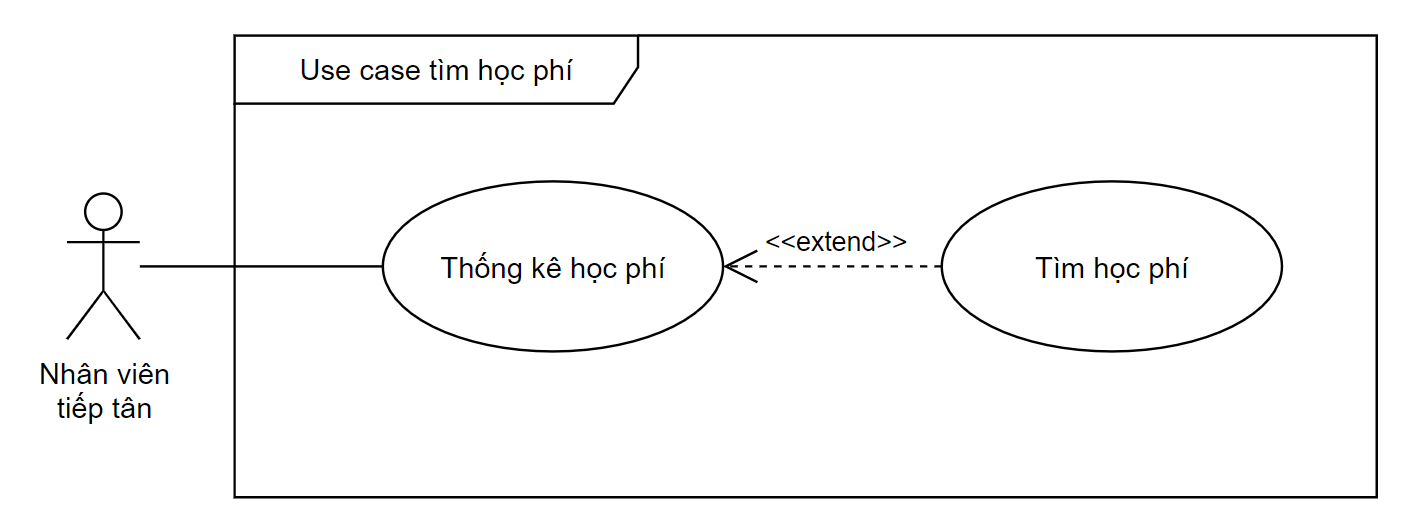 Use case tìm học phí
Thống kê học phí
<<extend>>
Tìm học phí
Nhân viên
tiếp tân